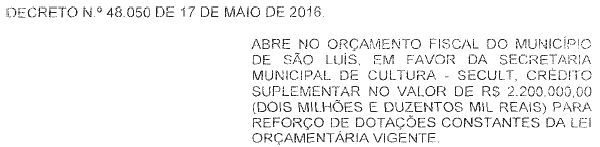 DECRETO N.º 48.050 DE 17 DE MAIO DE 2016.
ABRE NO ORÇAMENTO FISCAL DO MUNICÍPIO
DE SÃO LUÍS, EM FAVOR DA SECRETARIA
MUNICIPAL DE CULTURA - SECULT, CRÉDITO
SUPLEMENTAR NO VALOR DE R$ 2.200.000,00
(DOIS MILHÕES E DUZENTOS MIL REAIS) PARA
REFORÇO DE DOTAÇÕES CONSTANTES DA LEI
ORÇAMENTÁRIA VIGENTE.